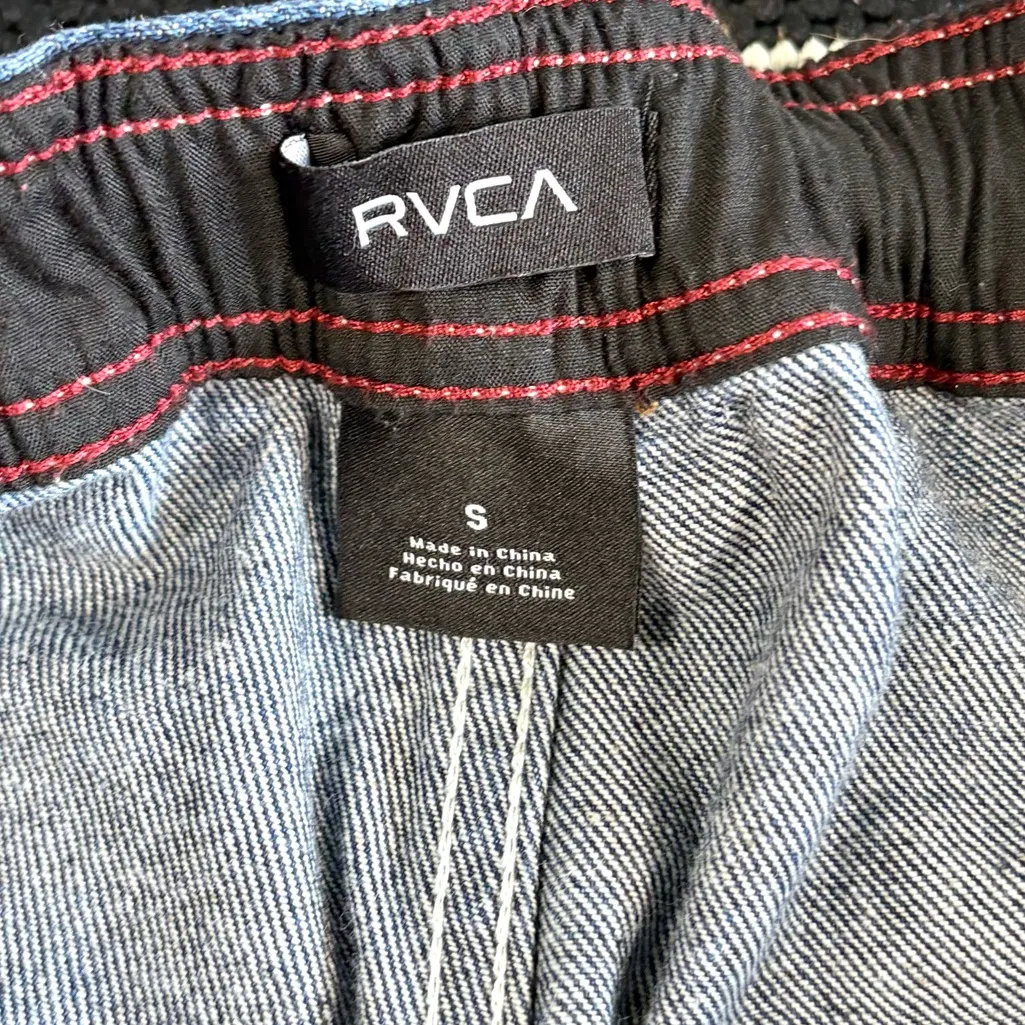 RVCA
S
Made in China
Hecho en China
Fabriqué en Chine